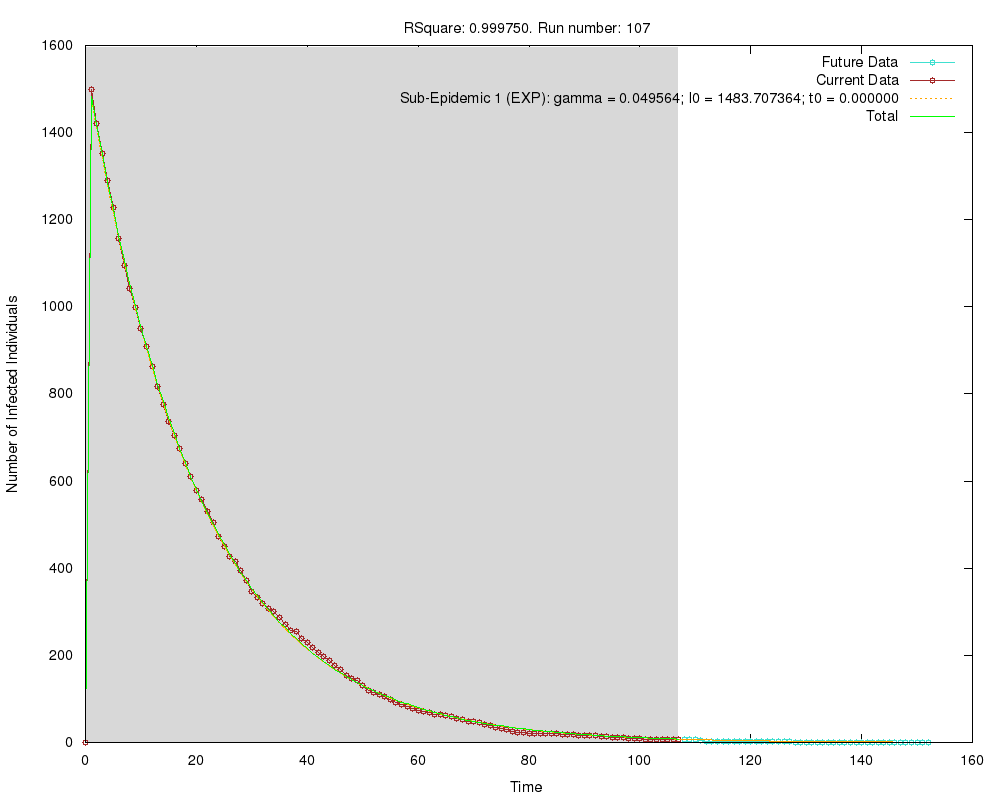 RSquare: 0.999750. Run number: 107
Future Data
Current Data
Sub-Epidemic 1 (EXP): gamma = 0.049564; I0 = 1483.707364; t0 = 0.000000
Total
1600
1400
1200
1000
800
600
400
200
0
Number of Infected Individuals
0 20 40 60 80 100 120 140 160
Time